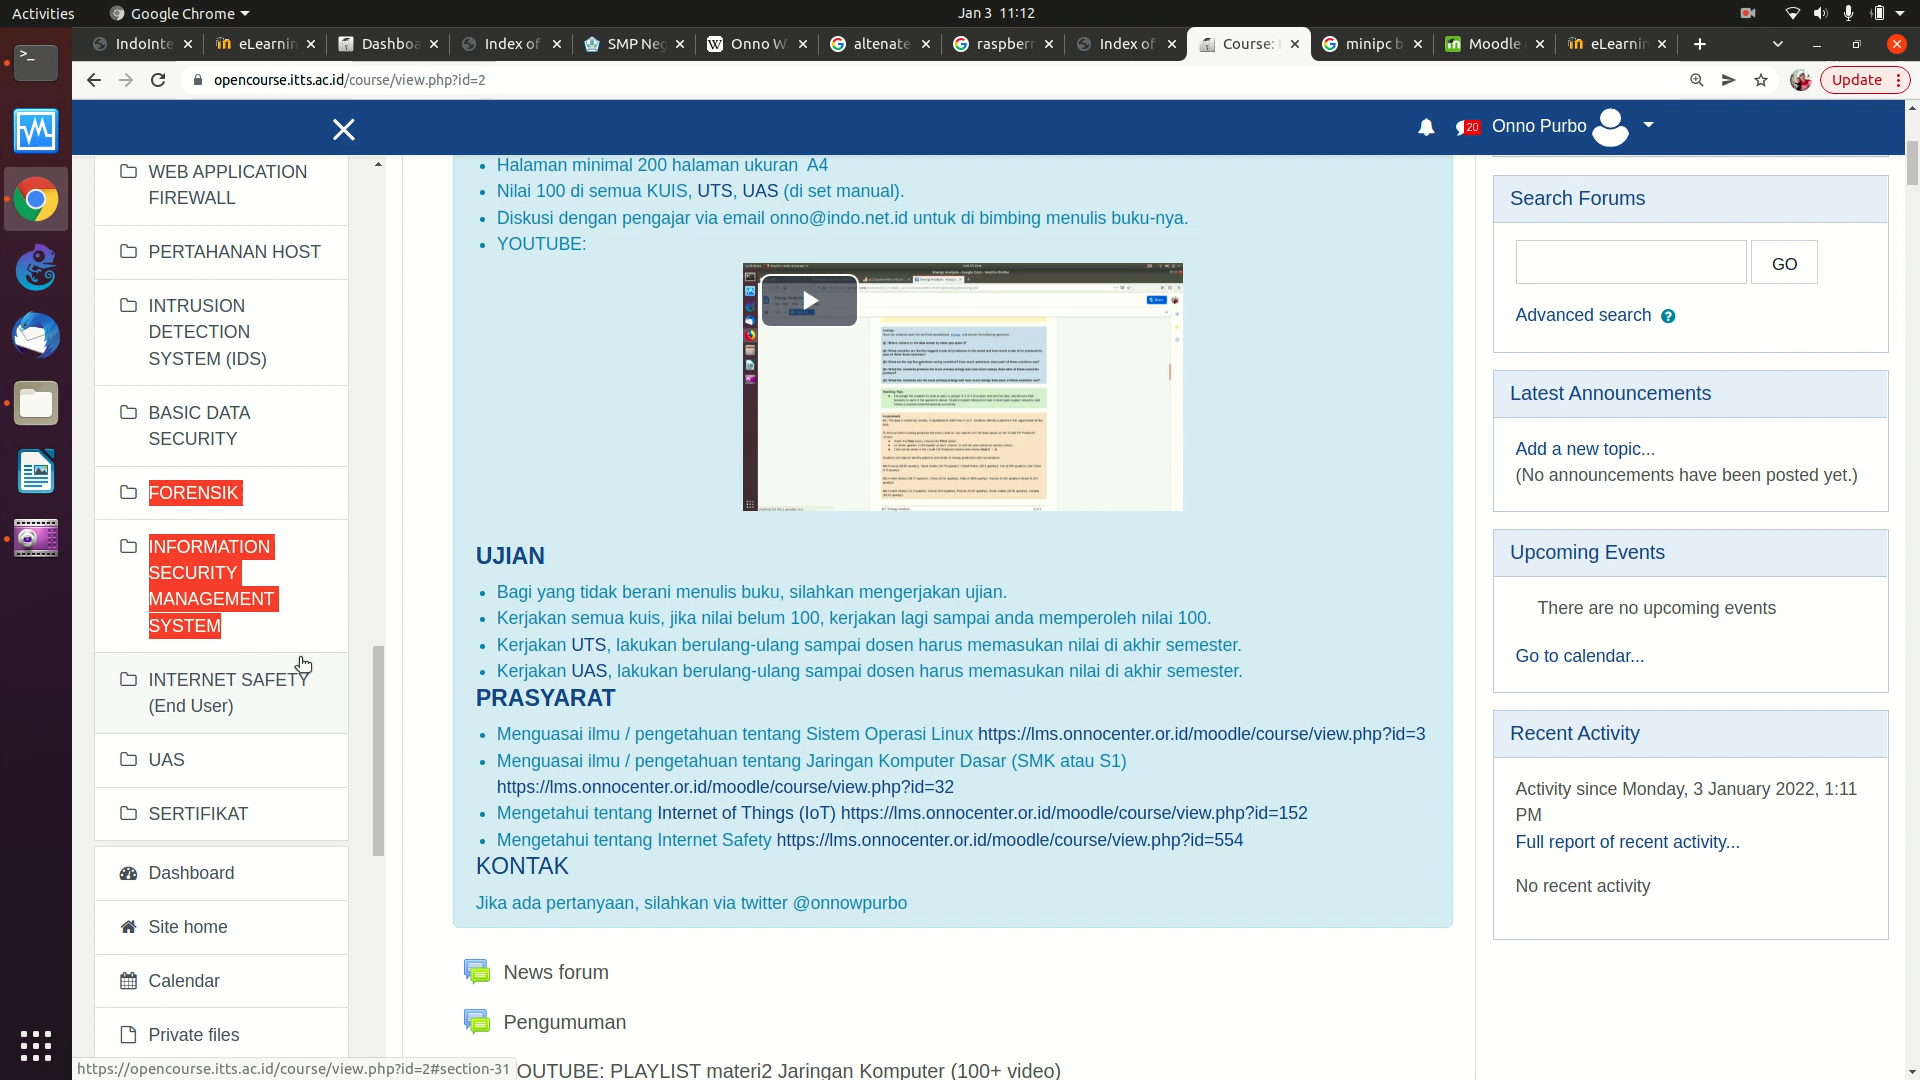 Activities
Google Chrome
Jan 3 11:12
IndoInte
eLearnin
Dashboa
Index of
SMP Neg
Onno W
altenate
raspberr
Index of
Course:
minipc b
Moodle
eLearnin
opencourse.itts.ac.id/course/view.php?id=2
Update
20
Onno Purbo
WEB APPLICATION
FIREWALL
PERTAHANAN HOST
INTRUSION
DETECTION
SYSTEM (IDS)
BASIC DATA
SECURITY
FORENSIK
INFORMATION
SECURITY
MANAGEMENT
SYSTEM
INTERNET SAFETY
(End User)
UAS
SERTIFIKAT
Dashboard
Site home
Calendar
Private files
https://opencourse.itts.ac.id/course/view.php?id=2#section-31
Halaman minimal 200 halaman ukuran A4
Nilai 100 di semua KUIS, UTS, UAS (di set manual).
Diskusi dengan pengajar via email onno@indo.net.id untuk di bimbing menulis buku-nya.
YOUTUBE:
UJIAN
Bagi yang tidak berani menulis buku, silahkan mengerjakan ujian.
Kerjakan semua kuis, jika nilai belum 100, kerjakan lagi sampai anda memperoleh nilai 100.
Kerjakan UTS, lakukan berulang-ulang sampai dosen harus memasukan nilai di akhir semester.
Kerjakan UAS, lakukan berulang-ulang sampai dosen harus memasukan nilai di akhir semester.
PRASYARAT
Menguasai ilmu / pengetahuan tentang Sistem Operasi Linux https://lms.onnocenter.or.id/moodle/course/view.php?id=3
Menguasai ilmu / pengetahuan tentang Jaringan Komputer Dasar (SMK atau S1)
https://lms.onnocenter.or.id/moodle/course/view.php?id=32
Mengetahui tentang Internet of Things (IoT) https://lms.onnocenter.or.id/moodle/course/view.php?id=152
Mengetahui tentang Internet Safety https://lms.onnocenter.or.id/moodle/course/view.php?id=554
KONTAK
Jika ada pertanyaan, silahkan via twitter @onnowpurbo
News forum
Pengumuman
OUTUBE: PLAYLIST materi2 Jaringan Komputer (100+ video)
Search Forums
GO
Advanced search
Latest Announcements
Add a new topic...
(No announcements have been posted yet.)
Upcoming Events
There are no upcoming events
Go to calendar...
Recent Activity
Activity since Monday, 3 January 2022, 1:11
PM
Full report of recent activity...
No recent activity